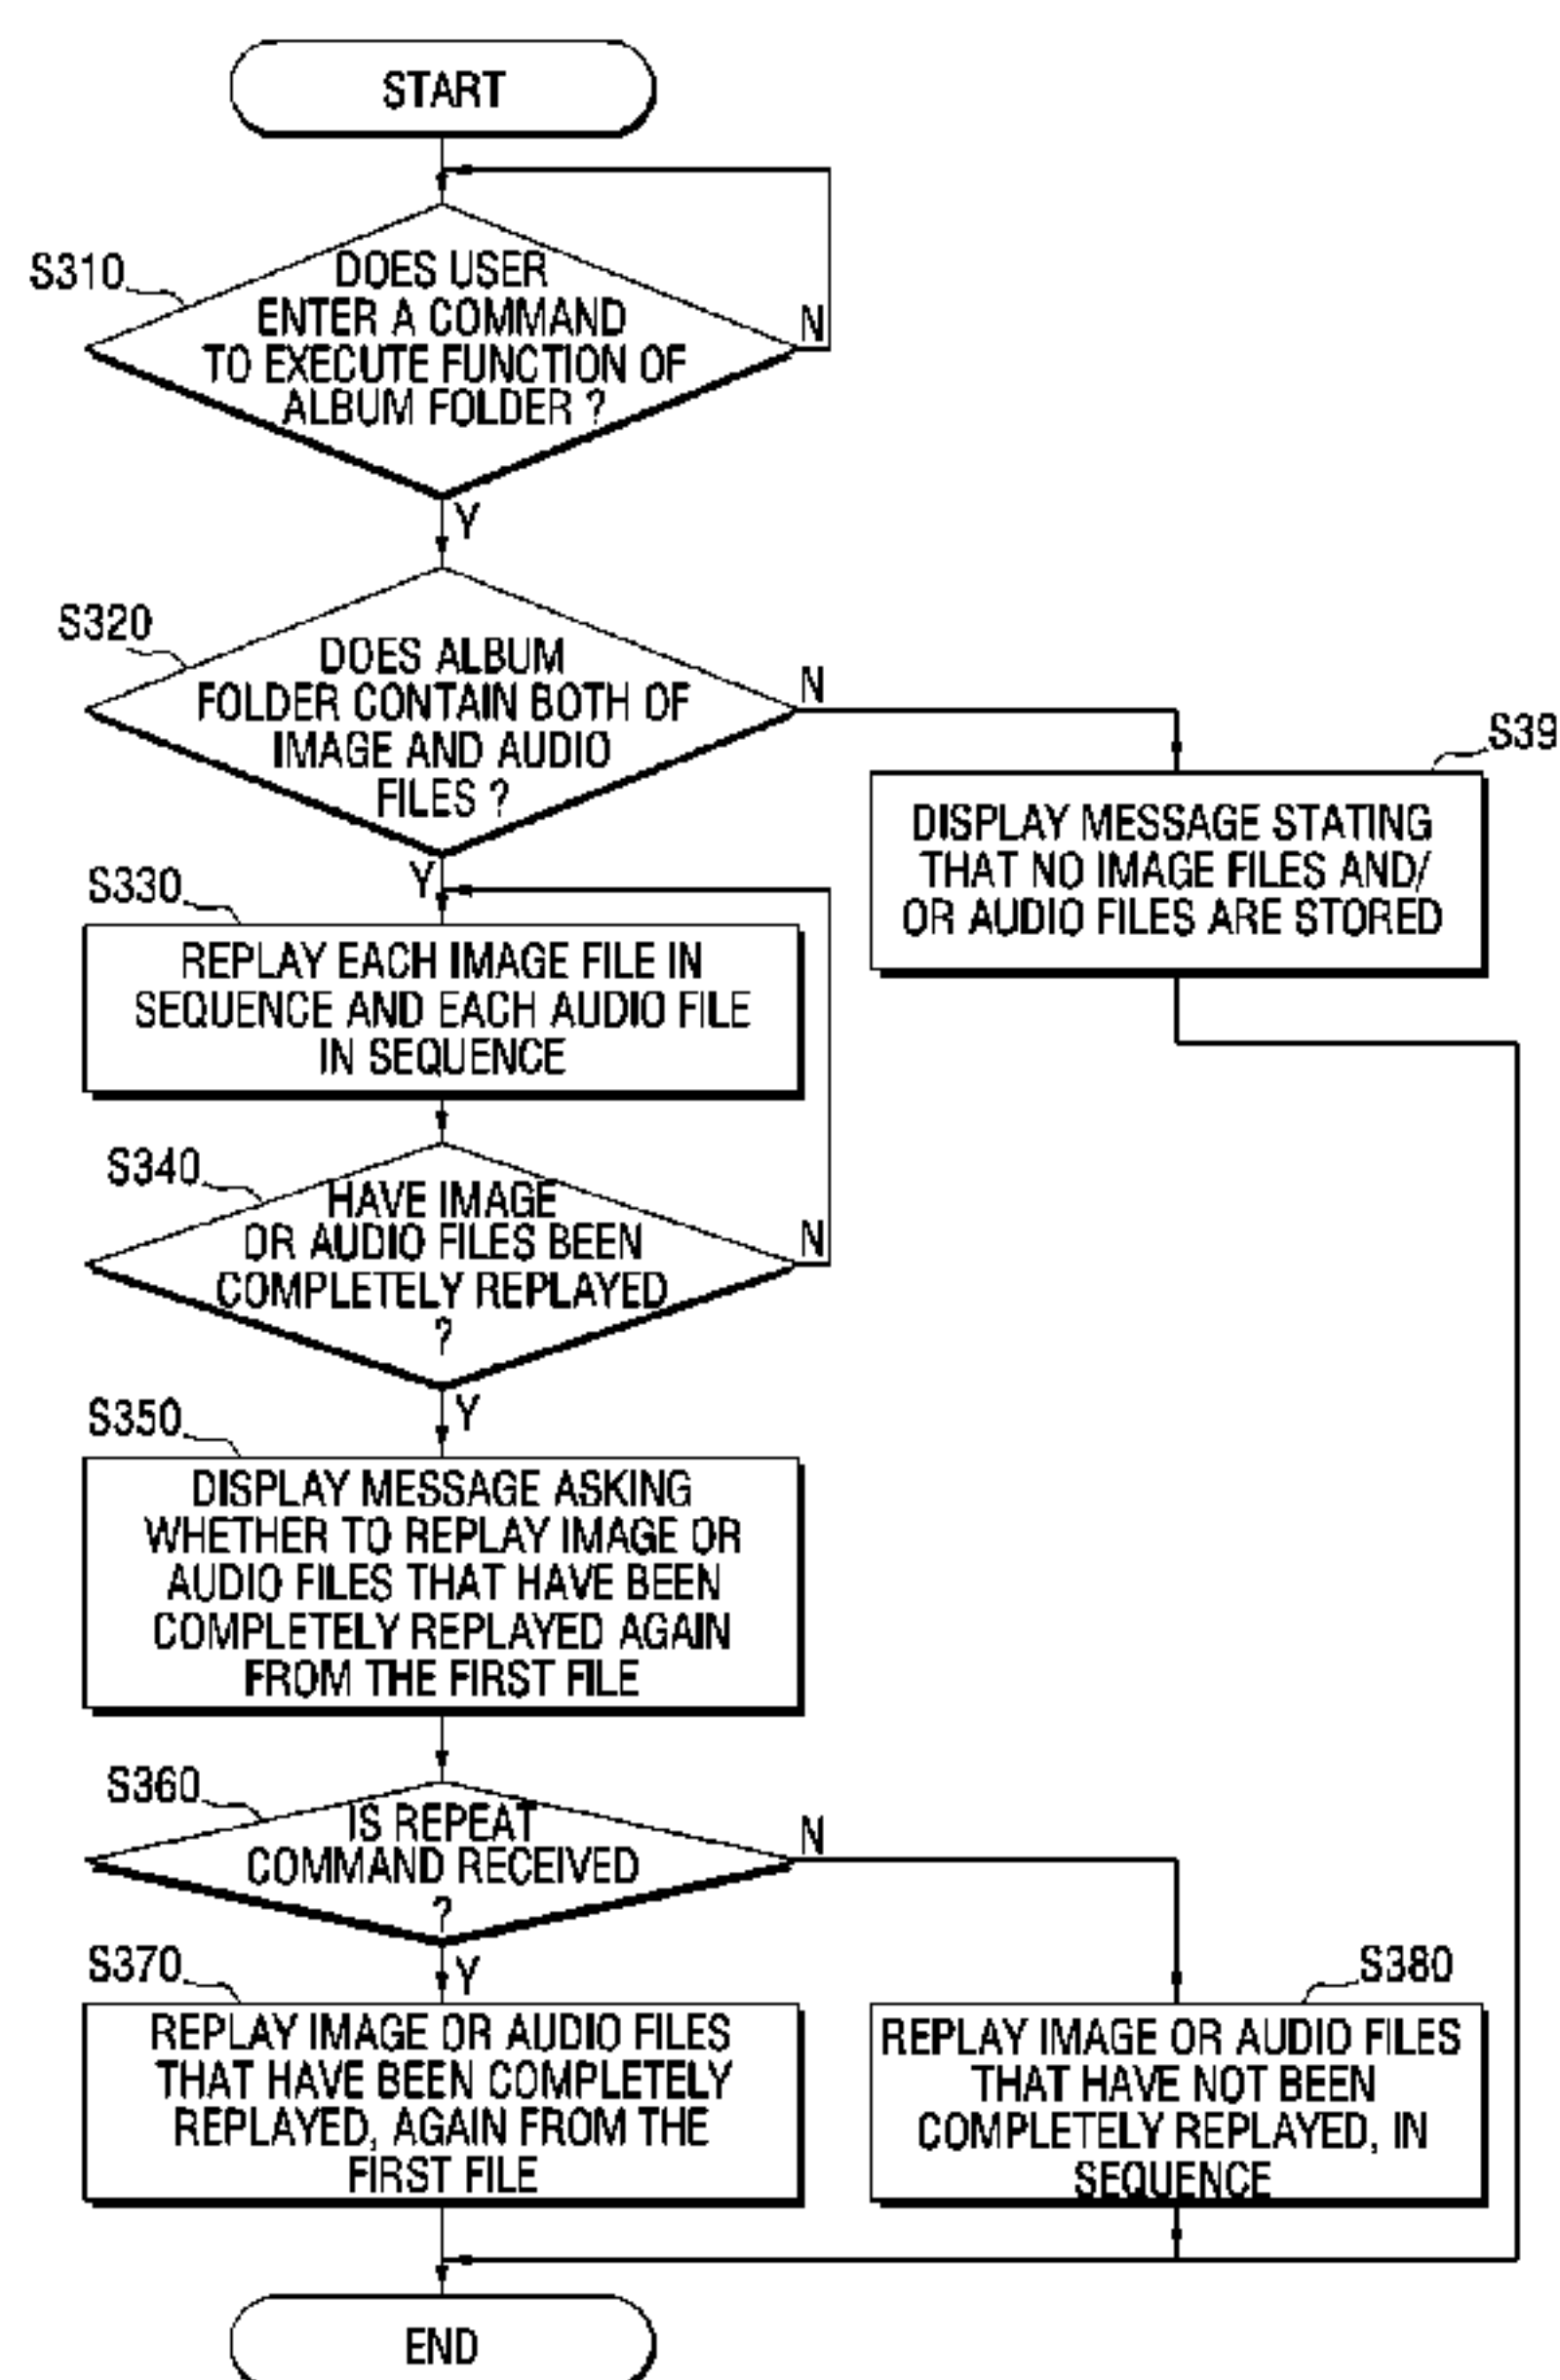 START
S310
DOES USER
ENTER A COMMAND
TO EXECUTE FUNCTION OF
ALBUM FOLDER ?
N
Y
S320
DOES ALBUM
FOLDER CONTAIN BOTH OF
IMAGE AND AUDIO
FILES ?
N
Y
S39
DISPLAY MESSAGE STATING
THAT NO IMAGE FILES AND/
OR AUDIO FILES ARE STORED
S330
REPLAY EACH IMAGE FILE IN
SEQUENCE AND EACH AUDIO FILE
IN SEQUENCE
S340
HAVE IMAGE
OR AUDIO FILES BEEN
COMPLETELY REPLAYED
?
N
Y
S350
DISPLAY MESSAGE ASKING
WHETHER TO REPLAY IMAGE OR
AUDIO FILES THAT HAVE BEEN
COMPLETELY REPLAYED AGAIN
FROM THE FIRST FILE
S360
IS REPEAT
COMMAND RECEIVED
?
N
Y
S370
REPLAY IMAGE OR AUDIO FILES
THAT HAVE BEEN COMPLETELY
REPLAYED, AGAIN FROM THE
FIRST FILE
S380
REPLAY IMAGE OR AUDIO FILES
THAT HAVE NOT BEEN
COMPLETELY REPLAYED, IN
SEQUENCE
END